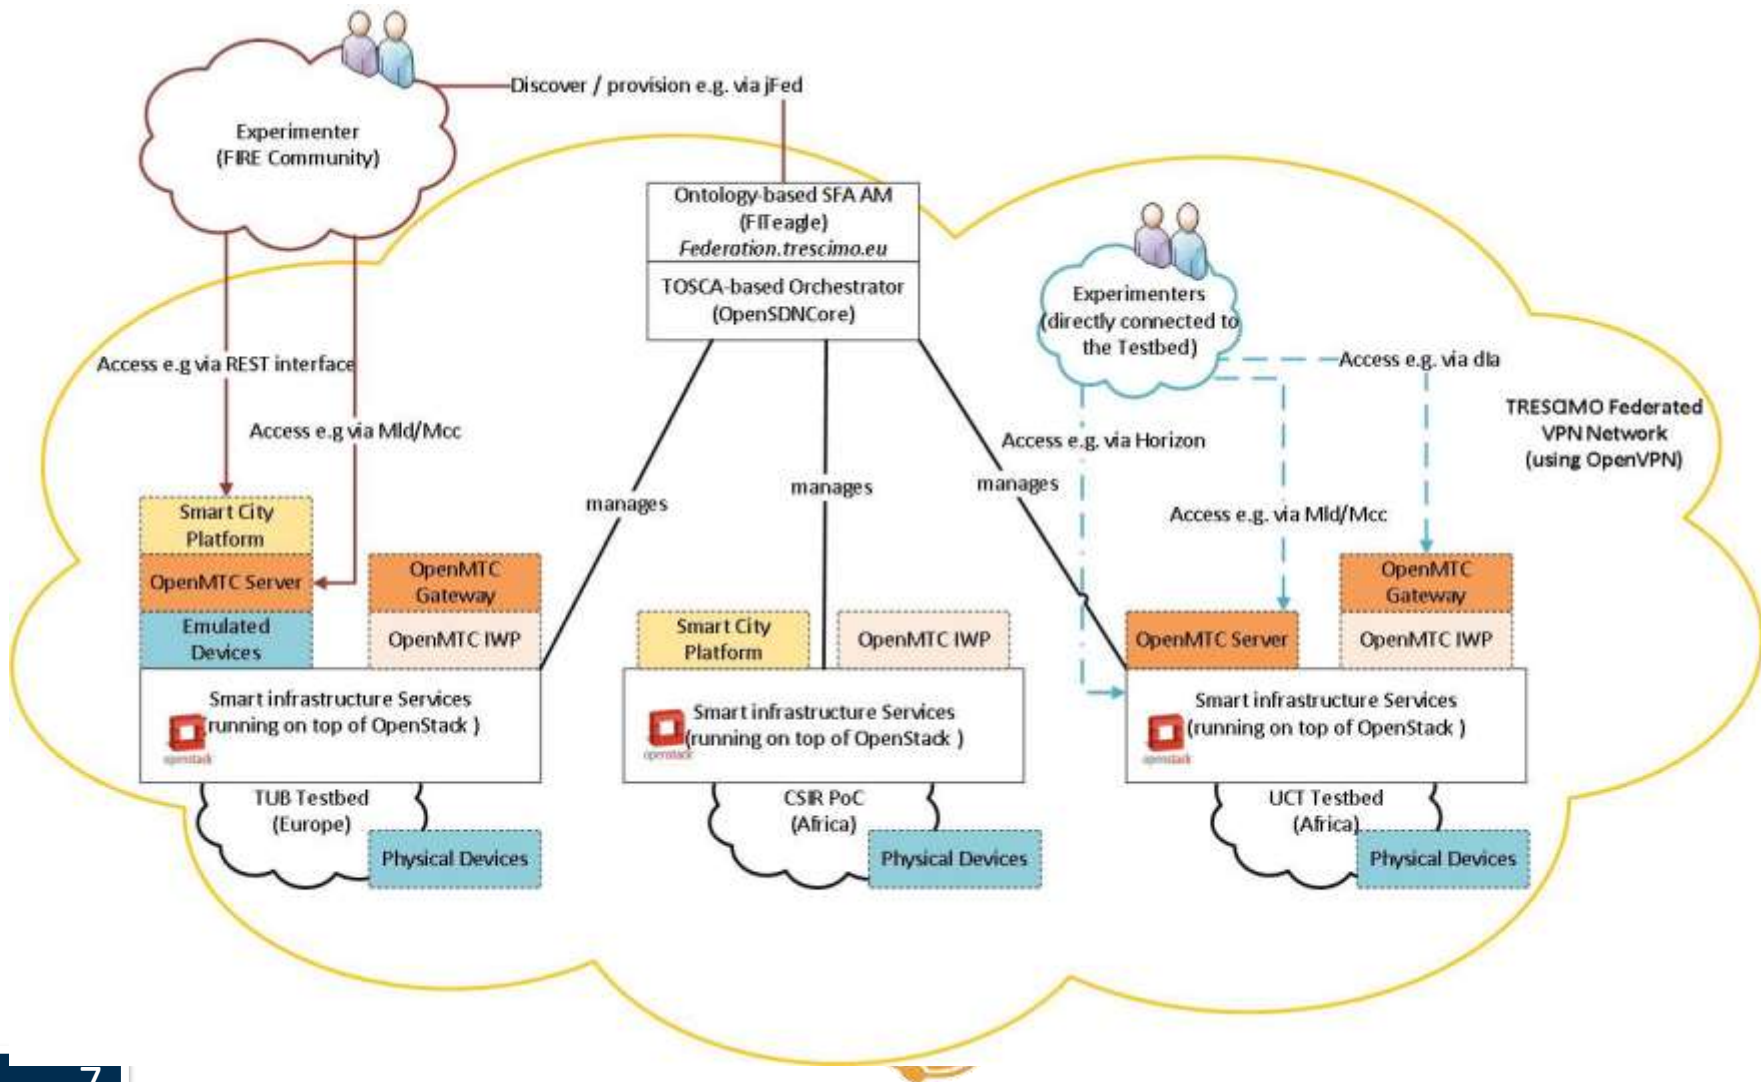 Discover / provision e.g. via jFed
Experimenter
(FIRE Community)
Ontology-based SFA AM
(FITeagle)
Federation.trescimo.eu
TOSCA-based Orchestrator
(OpenSDNCore)
Experimenters
(directly connected to
the Testbed)
Access e.g via REST interface
Access e.g. via dIa
TRESCIMO Federated
VPN Network
(using OpenVPN)
Access e.g via MId/Mcc
Access e.g. via Horizon
manages
manages
manages
Access e.g. via MId/Mcc
Smart City
Platform
OpenMTC Server
Emulated
Devices
OpenMTC
Gateway
OpenMTC IWP
Smart City
Platform
OpenMTC IWP
OpenMTC Server
OpenMTC
Gateway
OpenMTC IWP
Smart infrastructure Services
(running on top of OpenStack )
openstack
Smart infrastructure Services
(running on top of OpenStack )
openstack
Smart infrastructure Services
(running on top of OpenStack )
openstack
TUB Testbed
(Europe)
Physical Devices
CSIR PoC
(Africa)
Physical Devices
UCT Testbed
(Africa)
Physical Devices
7